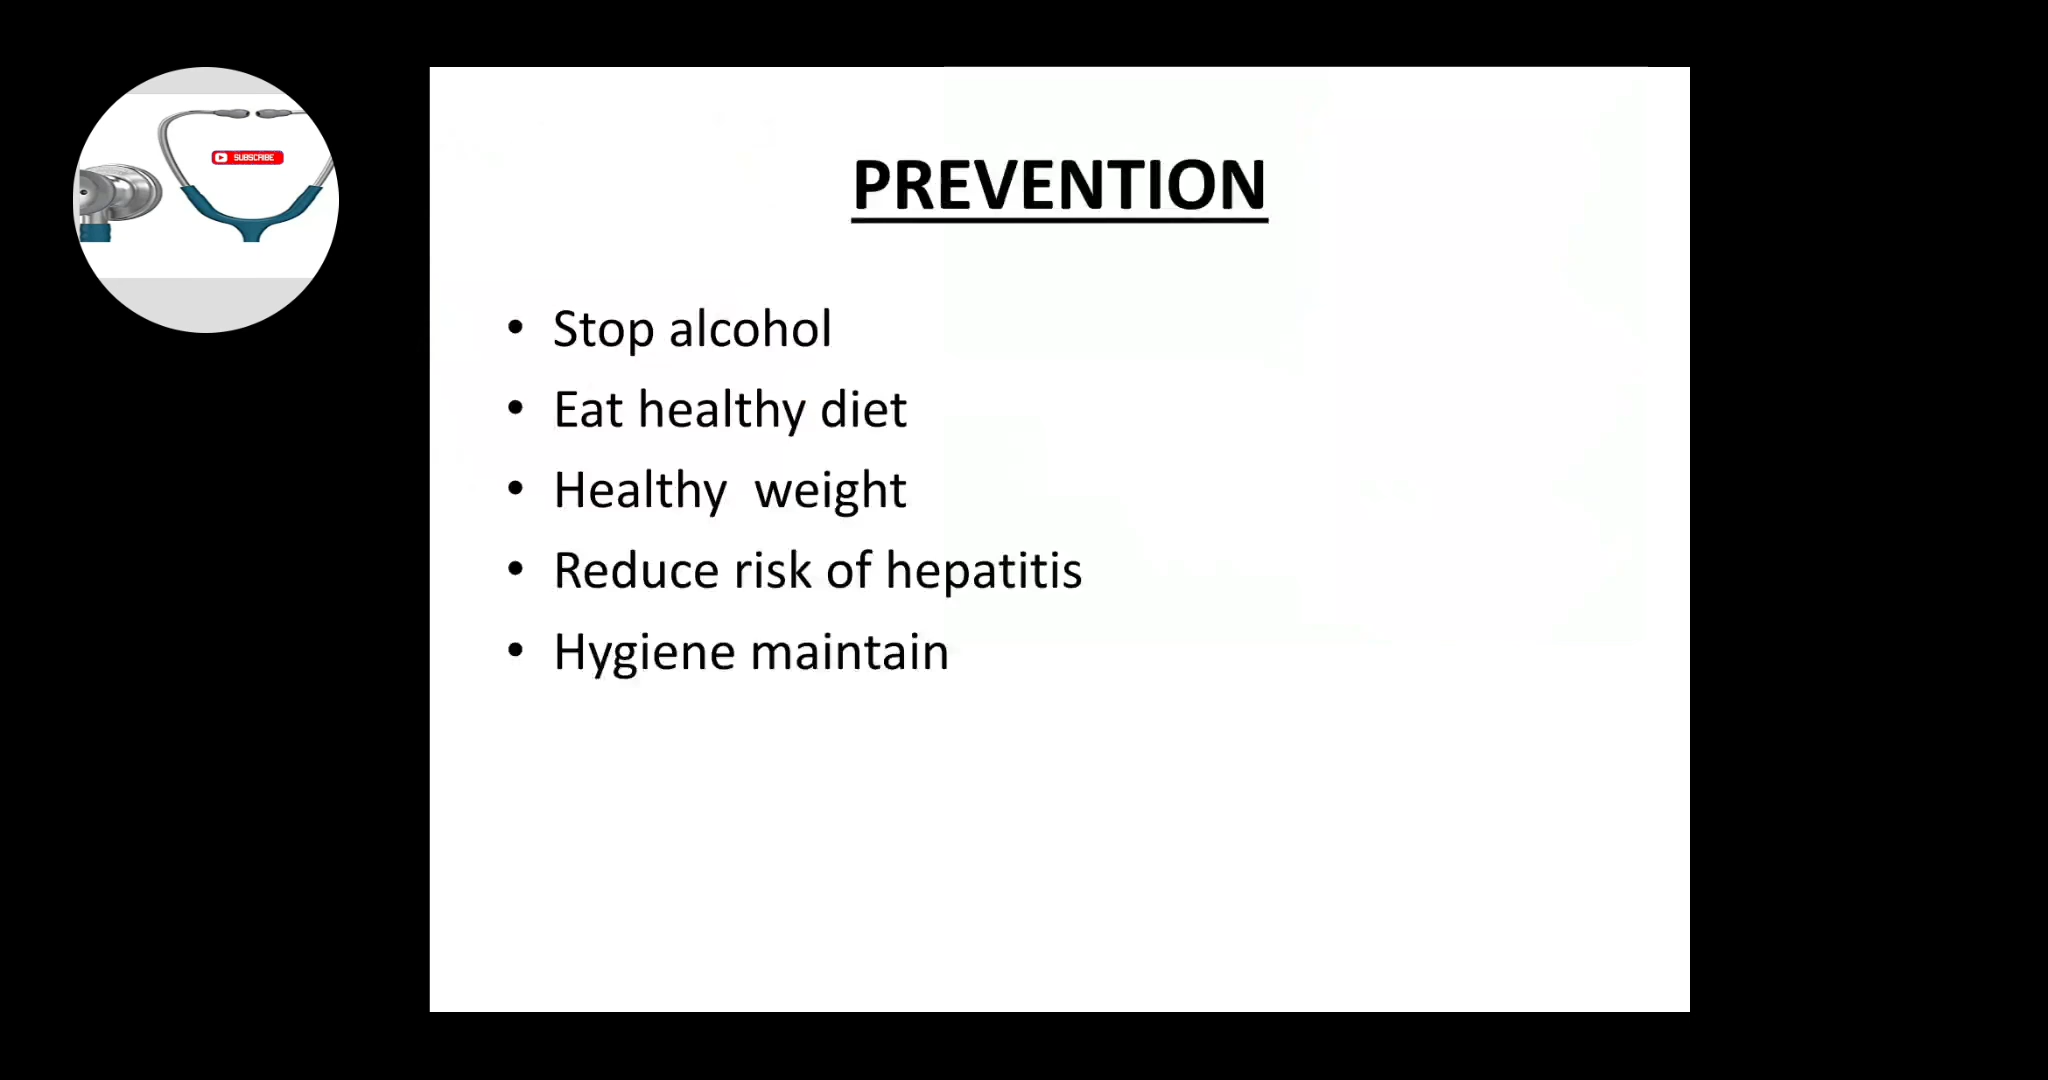 SUBSCRIBE
PREVENTION
• Stop alcohol
• Eat healthy diet
• Healthy  weight
• Reduce risk of hepatitis
• Hygiene maintain